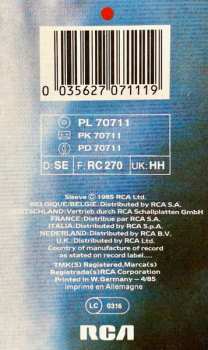 0 035627 071119
PL 70711
PK 70711
PD 70711
D: SE F: RC 270 UK: HH
Sleeve © 1985 RCA Ltd.
BELGIQUE/BELGIË: Distributed by RCA S.A.
DEUTSCHLAND: Vertrieb durch RCA Schallplatten GmbH
FRANCE: Distribué par RCA S.A.
ITALIA: Distributed by RCA S.p.A.
NEDERLAND: Distributed by RCA B.V.
U.K. Distributed by RCA Ltd.
Country of manufacture of record
as stated on record label....
TMK(S) Registered. Marca(s)
Registrada(s) RCA Corporation
Printed in W. Germany – 4/85
imprimé en Allemagne
LC 0316
RCA